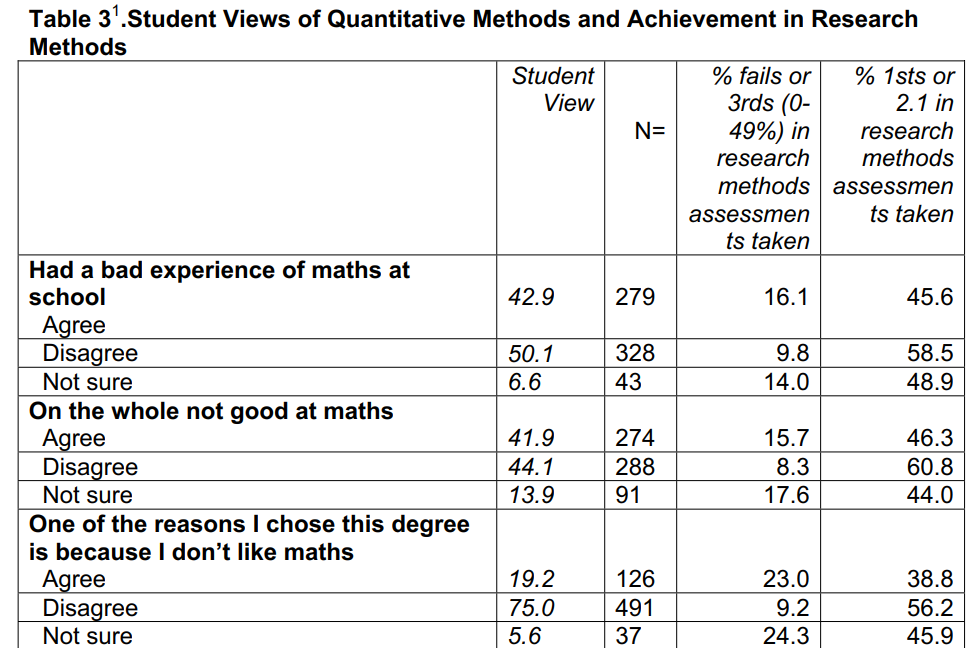 Table 3¹.Student Views of Quantitative Methods and Achievement in Research
Methods
Student View N= % fails or 3rds (0-49%) in research methods assessmen ts taken % 1sts or 2.1 in research methods assessmen ts taken
Had a bad experience of maths at
school 42.9 279 16.1 45.6
Agree
Disagree 50.1 328 9.8 58.5
Not sure 6.6 43 14.0 48.9
On the whole not good at maths
Agree 41.9 274 15.7 46.3
Disagree 44.1 288 8.3 60.8
Not sure 13.9 91 17.6 44.0
One of the reasons I chose this degree
is because I don’t like maths
Agree 19.2 126 23.0 38.8
Disagree 75.0 491 9.2 56.2
Not sure 5.6 37 24.3 45.9